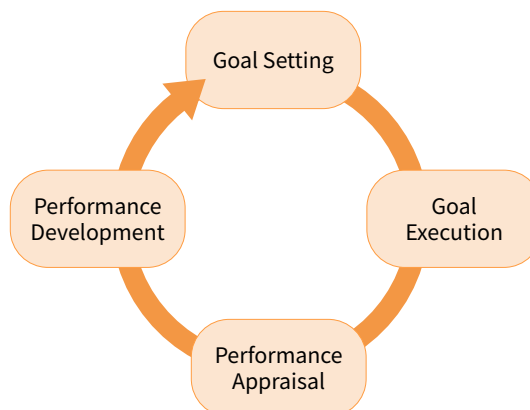 Goal Setting
Goal
Execution
Performance
Appraisal
Performance
Development